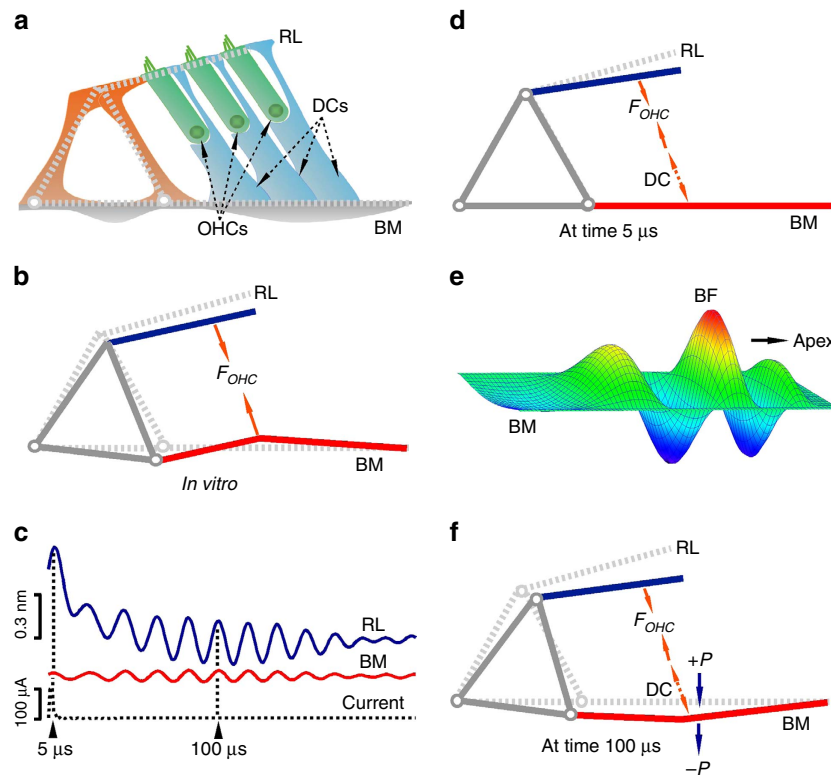 a
RL
DCs
OHCs
BM
b
RL
F_OHC
BM
In vitro
c
0.3 nm
RL
BM
100 µA
Current
5 µs
100 µs
d
RL
F_OHC
DC
BM
At time 5 µs
e
BF
Apex
BM
f
RL
F_OHC
+P
DC
BM
At time 100 µs
–P